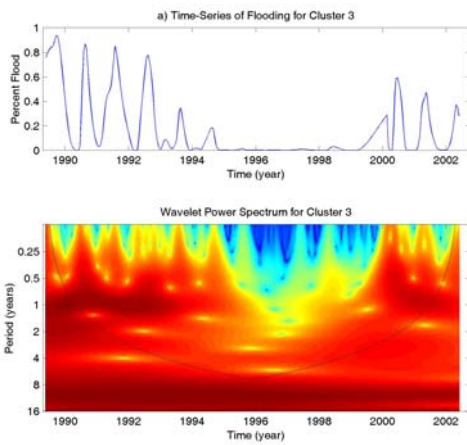 a) Time-Series of Flooding for Cluster 3
Percent Flood
1
0.8
0.6
0.4
0.2
0
1990 1992 1994 1996 1998 2000 2002
Time (year)
Wavelet Power Spectrum for Cluster 3
Period (years)
0.25
0.5
1
2
4
8
16
1990 1992 1994 1996 1998 2000 2002
Time (year)